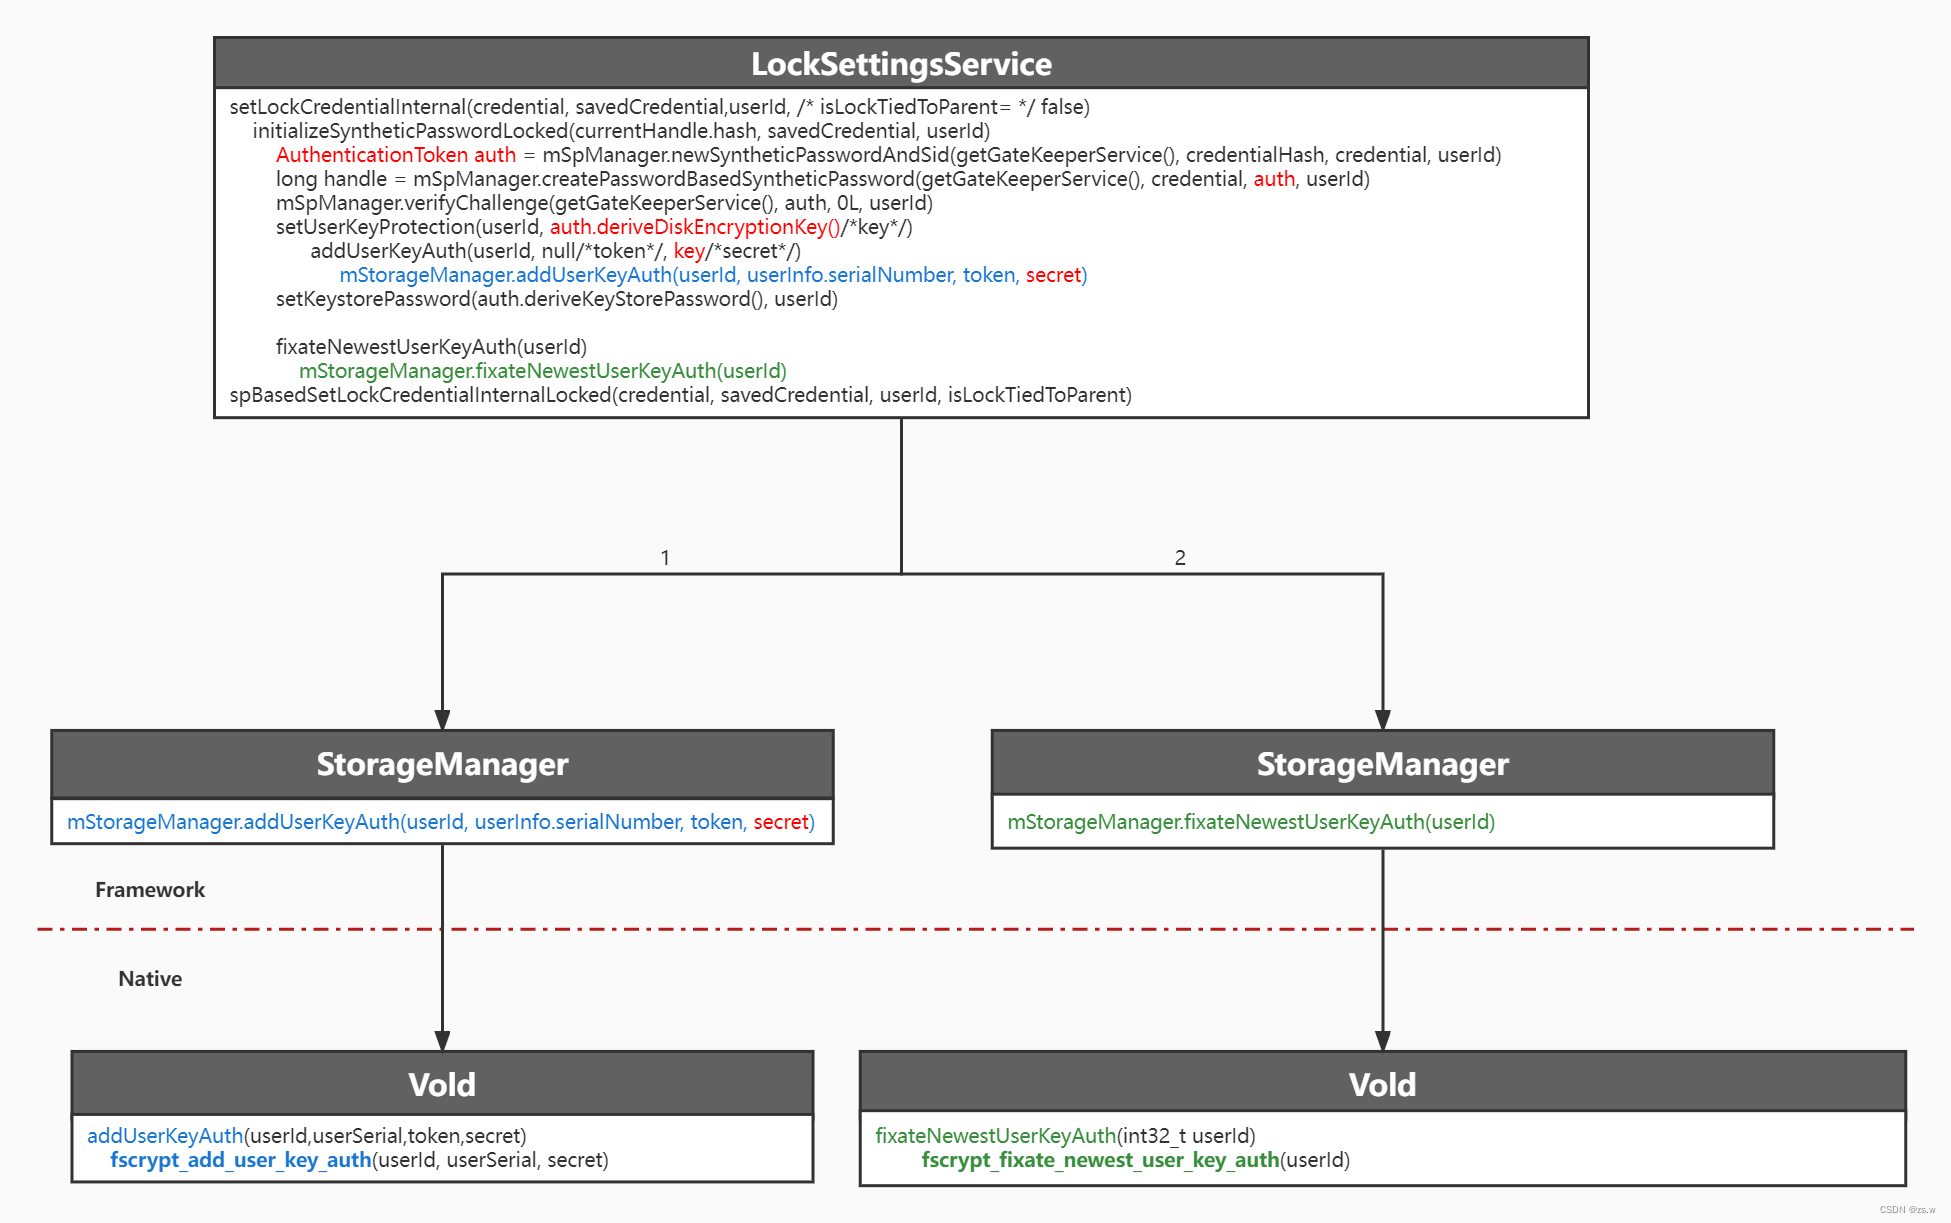 LockSettingsService
setLockCredentialInternal(credential, savedCredential,userId, /* isLockTiedToParent= */ false)
initializeSyntheticPasswordLocked(currentHandle.hash, savedCredential, userId)
AuthenticationToken auth = mSpManager.newSyntheticPasswordAndSid(getGateKeeperService(), credentialHash, credential, userId)
long handle = mSpManager.createPasswordBasedSyntheticPassword(getGateKeeperService(), credential, auth, userId)
mSpManager.verifyChallenge(getGateKeeperService(), auth, 0L, userId)
setUserKeyProtection(userId, auth.deriveDiskEncryptionKey()/*key*/)
addUserKeyAuth(userId, null/*token*/, key/*secret*/)
mStorageManager.addUserKeyAuth(userId, userInfo.serialNumber, token, secret)
setKeystorePassword(auth.deriveKeyStorePassword(), userId)
fixateNewestUserKeyAuth(userId)
mStorageManager.fixateNewestUserKeyAuth(userId)
spBasedSetLockCredentialInternalLocked(credential, savedCredential, userId, isLockTiedToParent)
1
2
StorageManager
mStorageManager.addUserKeyAuth(userId, userInfo.serialNumber, token, secret)
StorageManager
mStorageManager.fixateNewestUserKeyAuth(userId)
Framework
Native
Vold
addUserKeyAuth(userId,userSerial,token,secret)
fscrypt_add_user_key_auth(userId, userSerial, secret)
Vold
fixateNewestUserKeyAuth(int32_t userId)
fscrypt_fixate_newest_user_key_auth(userId)
CSDN @zs.w